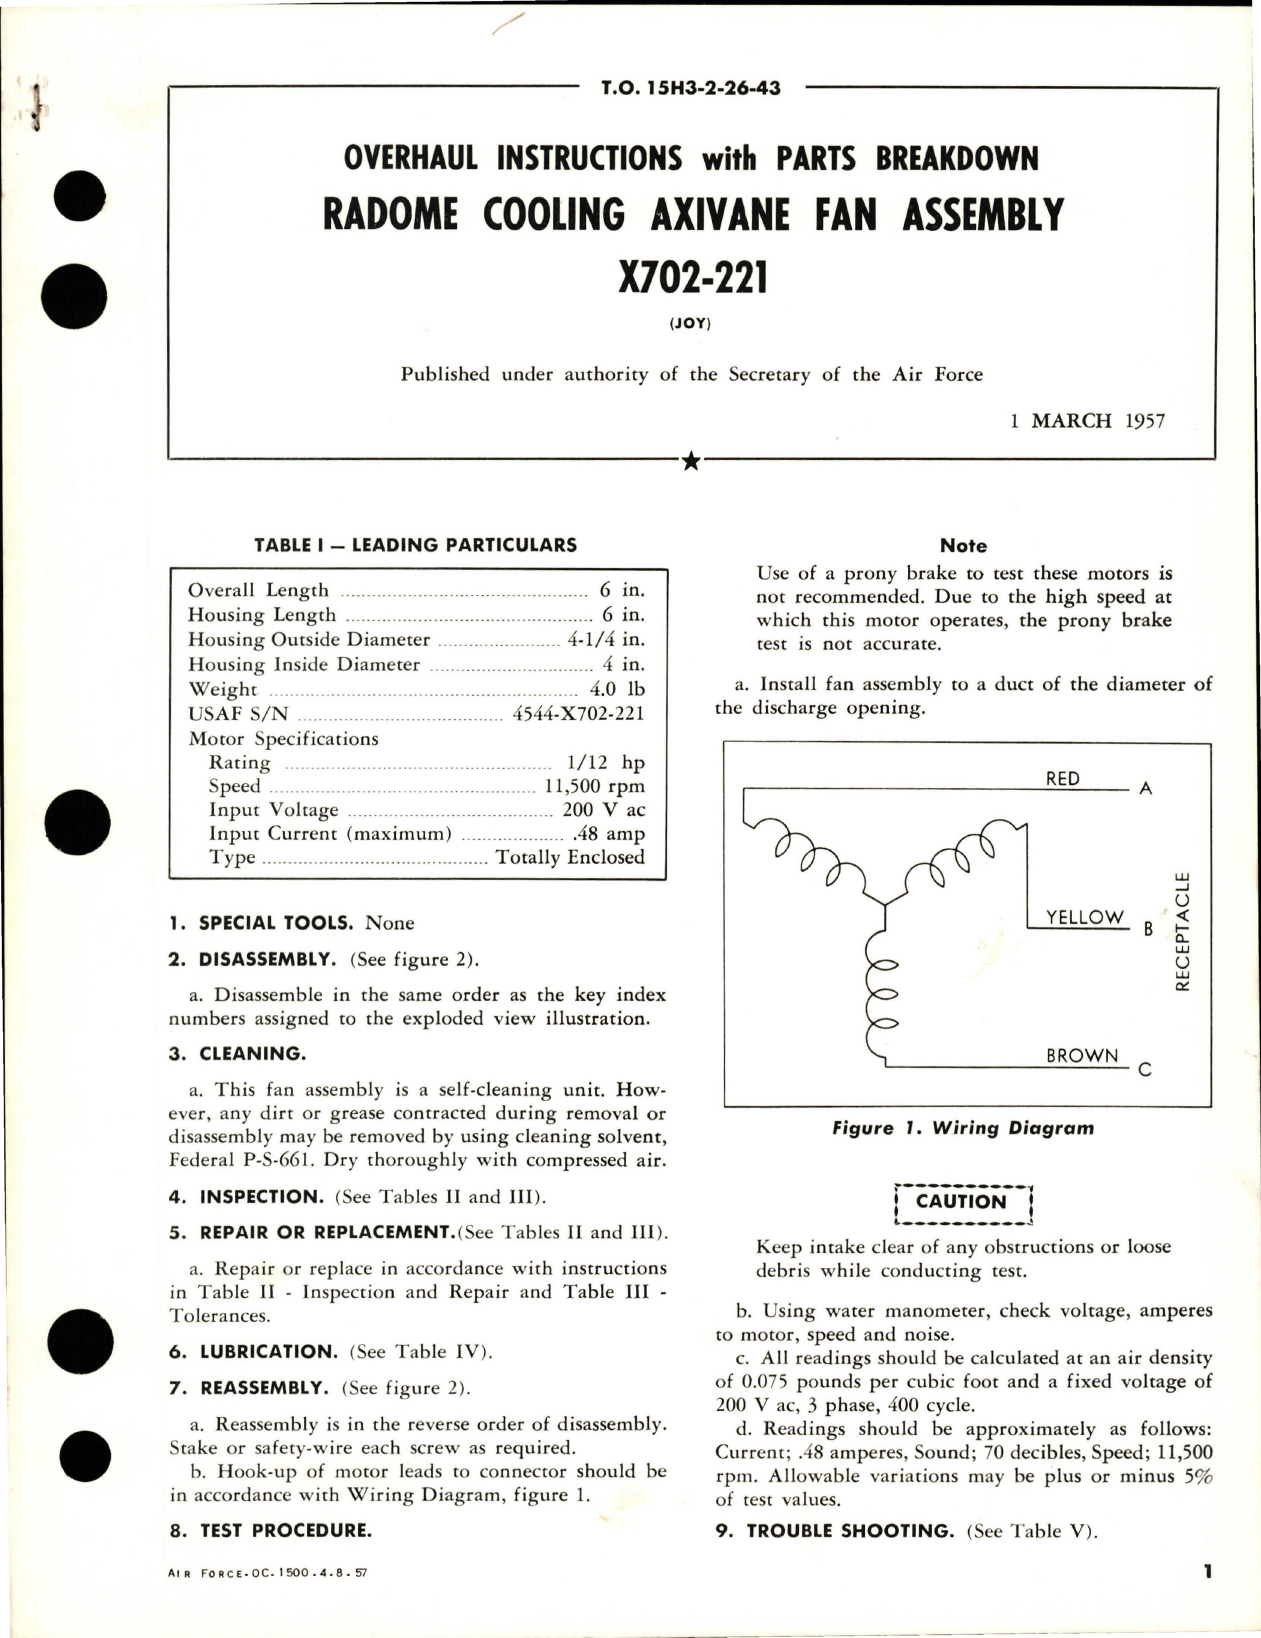 T.O. 15H3-2-26-43
OVERHAUL INSTRUCTIONS with PARTS BREAKDOWN
RADOME COOLING AXIVANE FAN ASSEMBLY
X702-221
(JOY)
Published under authority of the Secretary of the Air Force
1 MARCH 1957
TABLE I — LEADING PARTICULARS
Overall Length ........ 6 in.
Housing Length ........ 6 in.
Housing Outside Diameter ........ 4-1/4 in.
Housing Inside Diameter ........ 4 in.
Weight ........ 4.0 lb
USAF S/N ........ 4544-X702-221
Motor Specifications
Rating ........ 1/12 hp
Speed ........ 11,500 rpm
Input Voltage ........ 200 V ac
Input Current (maximum) ........ .48 amp
Type ........ Totally Enclosed
1. SPECIAL TOOLS. None
2. DISASSEMBLY. (See figure 2).
a. Disassemble in the same order as the key index
numbers assigned to the exploded view illustration.
3. CLEANING.
a. This fan assembly is a self-cleaning unit. How-
ever, any dirt or grease contracted during removal or
disassembly may be removed by using cleaning solvent,
Federal P-S-661. Dry thoroughly with compressed air.
4. INSPECTION. (See Tables II and III).
5. REPAIR OR REPLACEMENT.(See Tables II and III).
a. Repair or replace in accordance with instructions
in Table II - Inspection and Repair and Table III -
Tolerances.
6. LUBRICATION. (See Table IV).
7. REASSEMBLY. (See figure 2).
a. Reassembly is in the reverse order of disassembly.
Stake or safety-wire each screw as required.
b. Hook-up of motor leads to connector should be
in accordance with Wiring Diagram, figure 1.
8. TEST PROCEDURE.
Note
Use of a prony brake to test these motors is
not recommended. Due to the high speed at
which this motor operates, the prony brake
test is not accurate.
a. Install fan assembly to a duct of the diameter of
the discharge opening.
RED A
YELLOW B
BROWN C
RECEPTACLE
Figure 1. Wiring Diagram
CAUTION
Keep intake clear of any obstructions or loose
debris while conducting test.
b. Using water manometer, check voltage, amperes
to motor, speed and noise.
c. All readings should be calculated at an air density
of 0.075 pounds per cubic foot and a fixed voltage of
200 V ac, 3 phase, 400 cycle.
d. Readings should be approximately as follows:
Current; .48 amperes, Sound; 70 decibles, Speed; 11,500
rpm. Allowable variations may be plus or minus 5%
of test values.
9. TROUBLE SHOOTING. (See Table V).
AIR FORCE-OC-1500-4-8-57
1